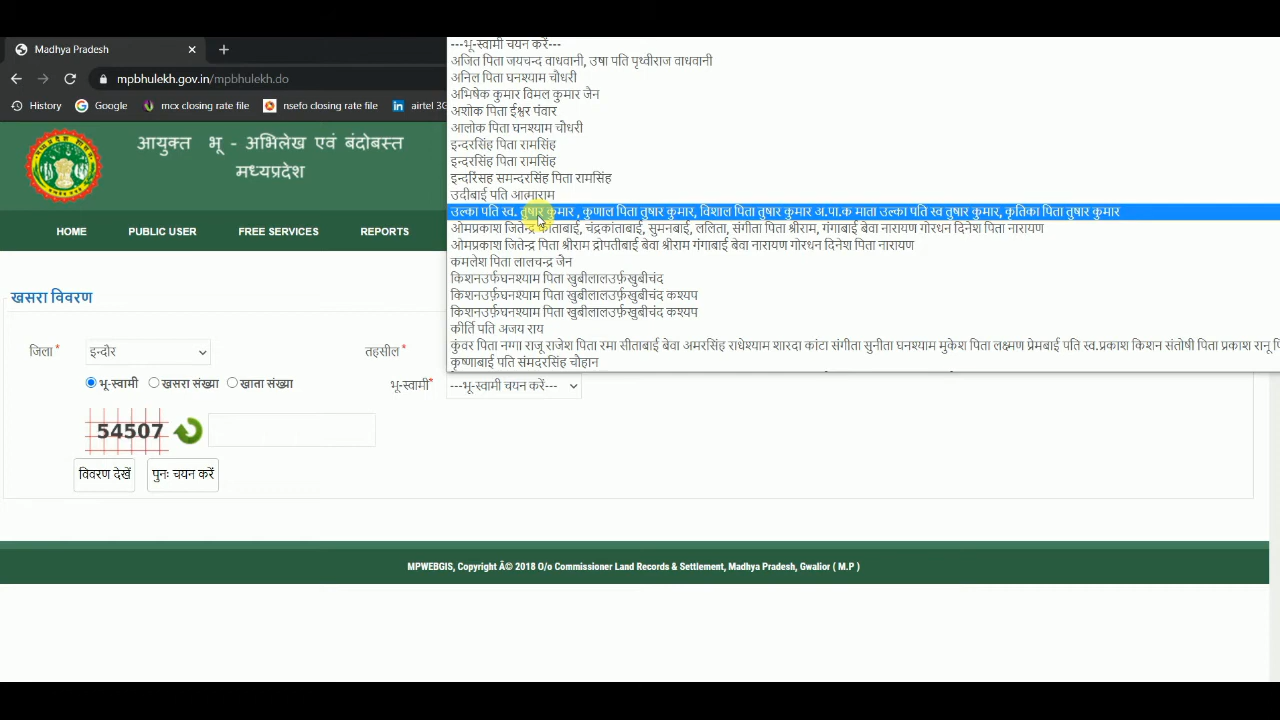 Madhya Pradesh
mpbhulekh.gov.in/mpbhulekh.do
History Google mcx closing rate file nsefo closing rate file airtel 3G
आयुक्त भू - अभिलेख एवं बंदोबस्त
मध्यप्रदेश
HOME PUBLIC USER FREE SERVICES REPORTS
---भू-स्वामी चयन करें---
अजित पिता जयचन्द वाधवानी, उषा पति पृथ्वीराज वाधवानी
अनिल पिता घनश्याम चौधरी
अभिषेक कुमार विमल कुमार जैन
अशोक पिता ईश्वर पंवार
आलोक पिता घनश्याम चौधरी
इन्दरसिंह पिता रामसिंह
इन्दरसिंह पिता रामसिंह
इन्दरिंसह समन्दरसिंह पिता रामसिंह
उदीबाई पति आत्माराम
उल्का पति स्व. तुषार कुमार , कुणाल पिता तुषार कुमार, विशाल पिता तुषार कुमार अ.पा.क माता उल्का पति स्व तुषार कुमार, कृतिका पिता तुषार कुमार
ओमप्रकाश जितेन्द्र कांताबाई, चंद्रकांताबाई, सुमनबाई, ललिता, संगीता पिता श्रीराम, गंगाबाई बेवा नारायण गोरधन दिनेश पिता नारायण
ओमप्रकाश जितेन्द्र पिता श्रीराम द्रोपतीबाई बेवा श्रीराम गंगाबाई बेवा नारायण गोरधन दिनेश पिता नारायण
कमलेश पिता लालचन्द्र जैन
किशनउर्फघनश्याम पिता खुबीलालउर्फ़खुबीचंद
किशनउर्फ़घनश्याम पिता खुबीलालउर्फ़खुबीचंद कश्यप
किशनउर्फ़घनश्याम पिता खुबीलालउर्फ़खुबीचंद कश्यप
कीर्ति पति अजय राय
कुंवर पिता नग्गा राजू राजेश पिता रमा सीताबाई बेवा अमरसिंह राधेश्याम शारदा कांटा संगीता सुनीता घनश्याम मुकेश पिता लक्ष्मण प्रेमबाई पति स्व.प्रकाश किशन संतोषी पिता प्रकाश रानू
कृष्णाबाई पति संमदरसिंह चौहान
खसरा विवरण
जिला * इन्दौर तहसील *
भू-स्वामी खसरा संख्या खाता संख्या भू-स्वामी* ---भू-स्वामी चयन करें---
54507
विवरण देखें पुनः चयन करें
MPWEBGIS, Copyright Â© 2018 O/o Commissioner Land Records & Settlement, Madhya Pradesh, Gwalior ( M.P )